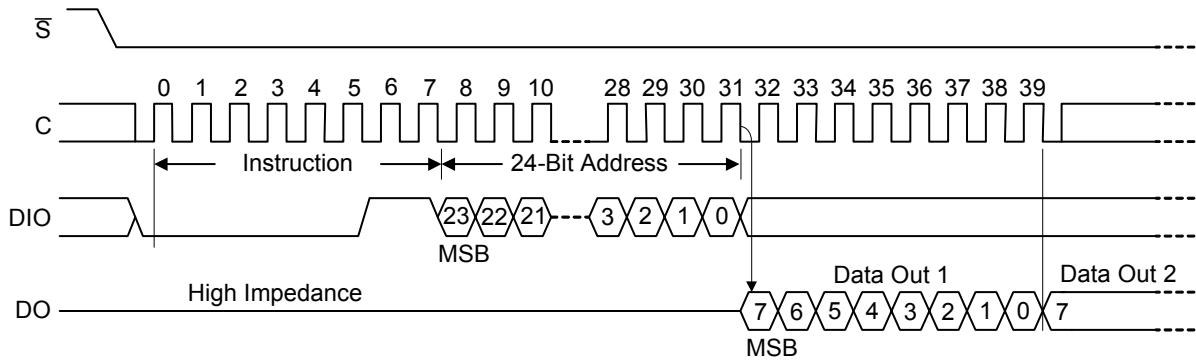 S
0 1 2 3 4 5 6 7 8 9 10 28 29 30 31 32 33 34 35 36 37 38 39
C
Instruction 24-Bit Address
DIO 23 22 21 3 2 1 0
MSB
High Impedance Data Out 1 Data Out 2
DO 7 6 5 4 3 2 1 0 7
MSB